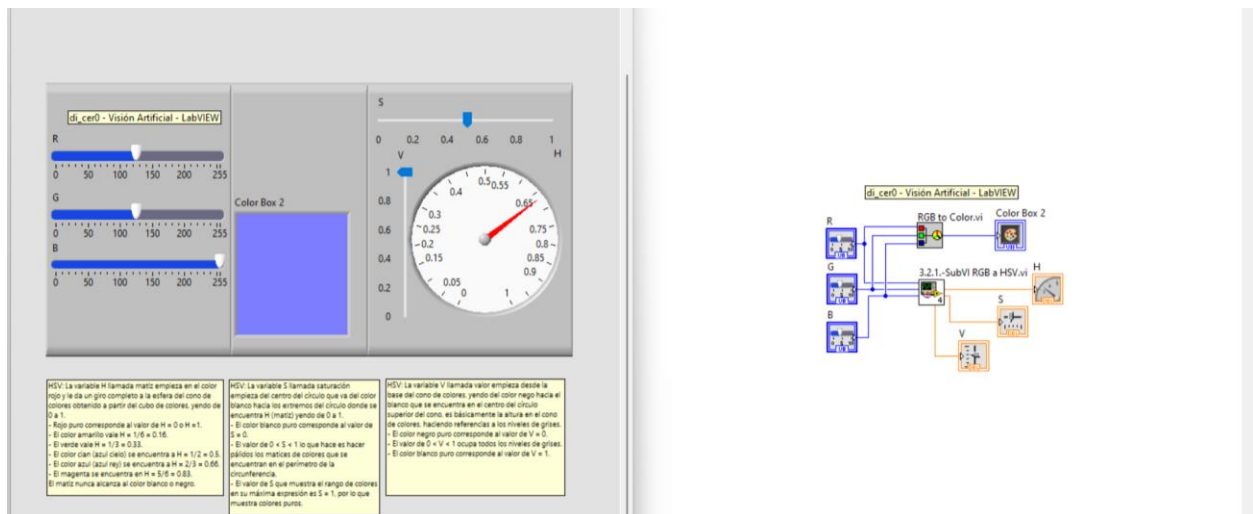 di_cer0 - Visión Artificial - LabVIEW
R
0 50 100 150 200 255
G
0 50 100 150 200 255
B
0 50 100 150 200 255
Color Box 2
S
0 0.2 0.4 0.6 0.8 1
V
1
0.8
0.6
0.4
0.2
0
H
0 0.05 0.15 0.2 0.25 0.3 0.4 0.5 0.55 0.65 0.75 0.8 0.85 0.9 1
HSV: La variable H llamada matiz empieza en el color
rojo y le da un giro completo a la esfera del cono de
colores obtenido a partir del cubo de colores, yendo de
0 a 1.
- Rojo puro corresponde al valor de H = 0 o H =1.
- El color amarillo vale H = 1/6 = 0.16.
- El verde vale H = 1/3 = 0.33.
- El color cian (azul cielo) se encuentra a H = 1/2 = 0.5.
- El color azul (azul rey) se encuentra a H = 2/3 = 0.66.
- El magenta se encuentra en H = 5/6 = 0.83.
El matiz nunca alcanza al color blanco o negro.
HSV: La variable S llamada saturación
empieza del centro del círculo que va del color
blanco hacia los extremos del círculo donde se
encuentra H (matiz) yendo de 0 a 1.
- El color blanco puro corresponde al valor de
S = 0.
- El valor de 0 < S < 1 lo que hace es hacer
pálidos los matices de colores que se
encuentran en el perímetro de la
circunferencia.
- El valor de S que muestra el rango de colores
en su máxima expresión es S = 1, por lo que
muestra colores puros.
HSV: La variable V llamada valor empieza desde la
base del cono de colores, yendo del color nego hacia el
blanco que se encuentra en el centro del círculo
superior del cono, es básicamente la altura en el cono
de colores, haciendo referencias a los niveles de grises.
- El color negro puro corresponde al valor de V = 0.
- El valor de 0 < V < 1 ocupa todos los niveles de grises.
- El color blanco puro corresponde al valor de V = 1.
di_cer0 - Visión Artificial - LabVIEW
R
RGB to Color.vi
Color Box 2
G
3.2.1.-SubVI RGB a HSV.vi
H
B
S
V
4